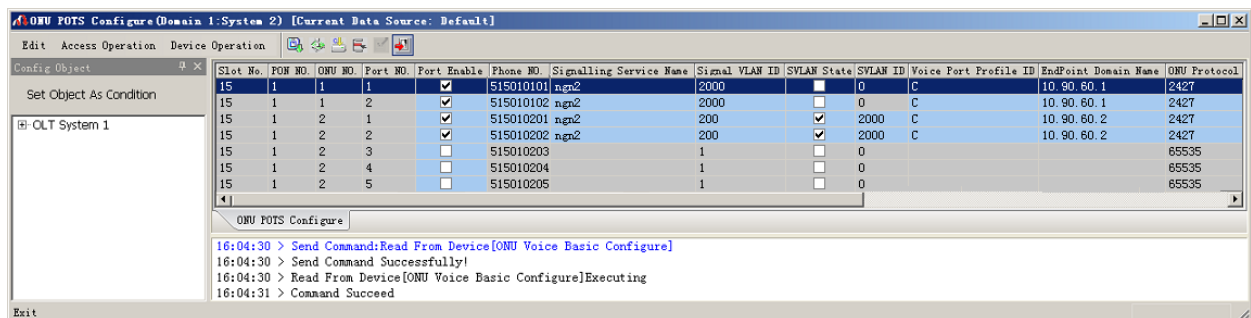 ONU POTS Configure(Domain 1:System 2) [Current Data Source: Default]
Edit Access Operation Device Operation
Config Object
Set Object As Condition
OLT System 1
Slot No. PON NO. ONU NO. Port NO. Port Enable Phone NO. Signalling Service Name Signal VLAN ID SVLAN State SVLAN ID Voice Port Profile ID EndPoint Domain Name ONU Protocol
15 1 1 1 515010101 ngn2 2000 0 C 10.90.60.1 2427
15 1 1 2 515010102 ngn2 2000 0 C 10.90.60.1 2427
15 1 2 1 515010201 ngn2 200 2000 C 10.90.60.2 2427
15 1 2 2 515010202 ngn2 200 2000 C 10.90.60.2 2427
15 1 2 3 515010203 1 0 65535
15 1 2 4 515010204 1 0 65535
15 1 2 5 515010205 1 0 65535
ONU POTS Configure
16:04:30 > Send Command:Read From Device[ONU Voice Basic Configure]
16:04:30 > Send Command Successfully!
16:04:30 > Read From Device[ONU Voice Basic Configure]Executing
16:04:31 > Command Succeed
Exit